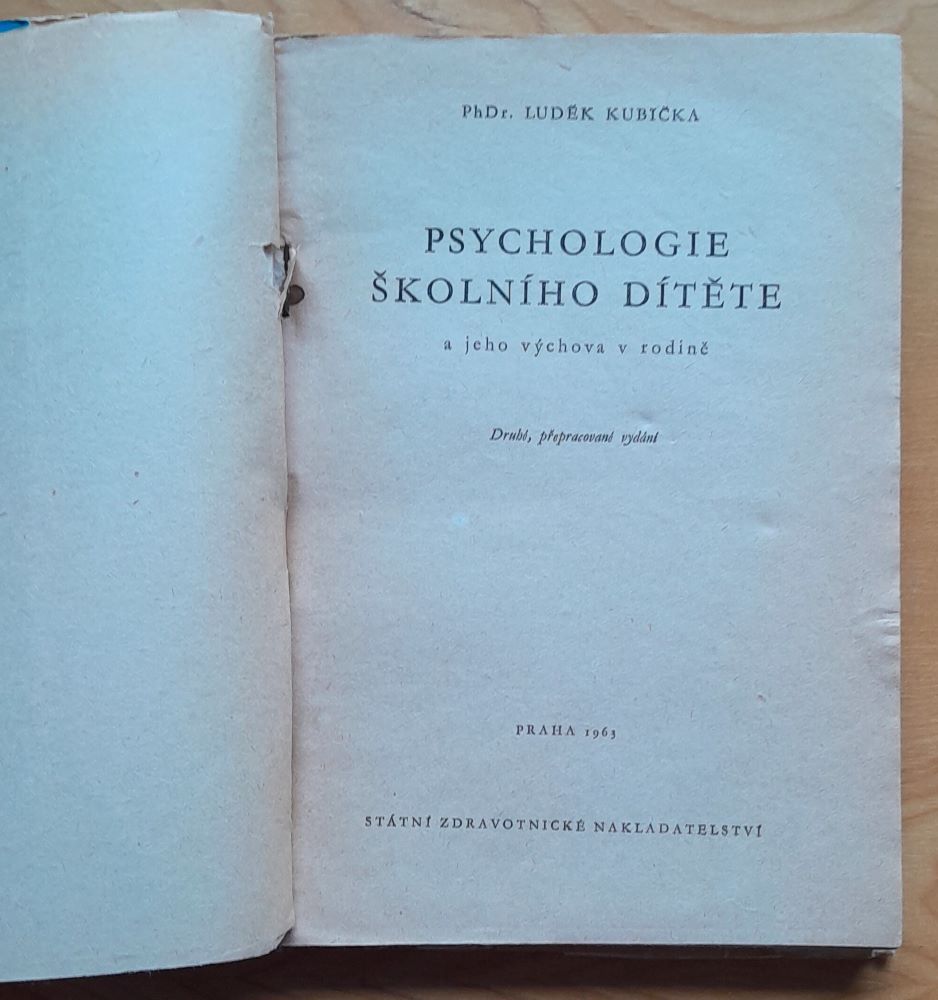 PhDr. LUDĚK KUBIČKA
PSYCHOLOGIE
ŠKOLNÍHO DÍTĚTE
a jeho výchova v rodině
Druhé, přepracované vydání
PRAHA 1963
STÁTNÍ ZDRAVOTNICKÉ NAKLADATELSTVÍ